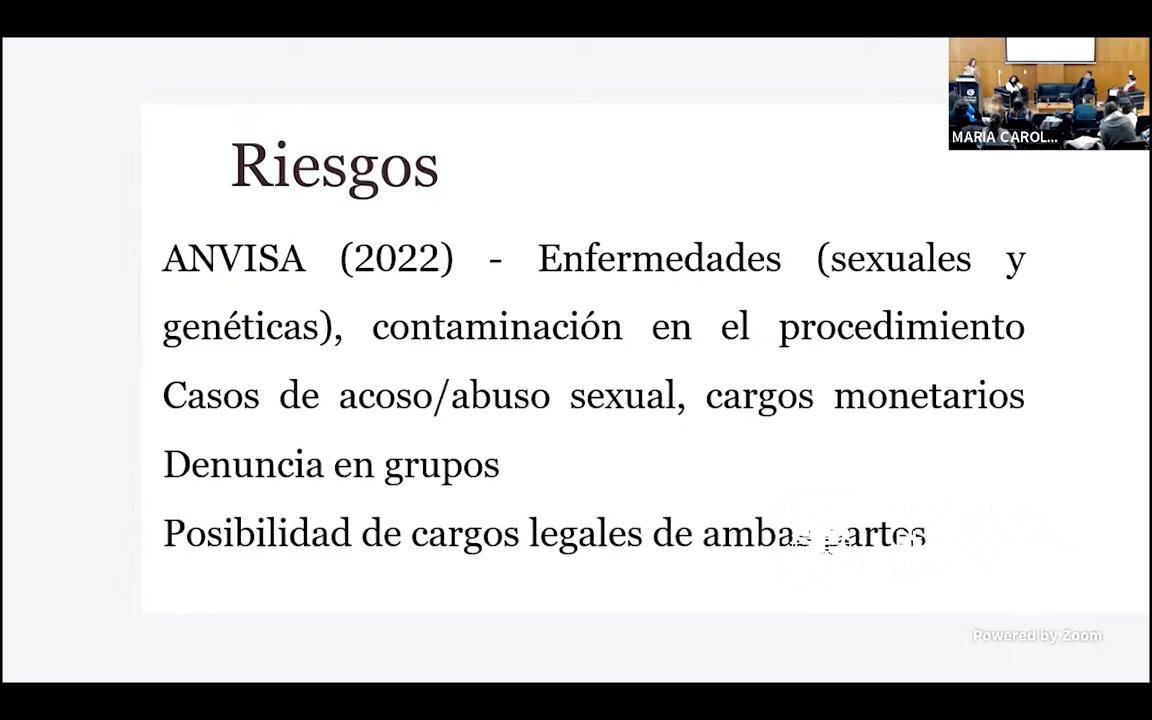 MARIA CAROL...
Riesgos
ANVISA (2022) - Enfermedades (sexuales y
genéticas), contaminación en el procedimiento
Casos de acoso/abuso sexual, cargos monetarios
Denuncia en grupos
Posibilidad de cargos legales de ambas partes
Powered by Zoom